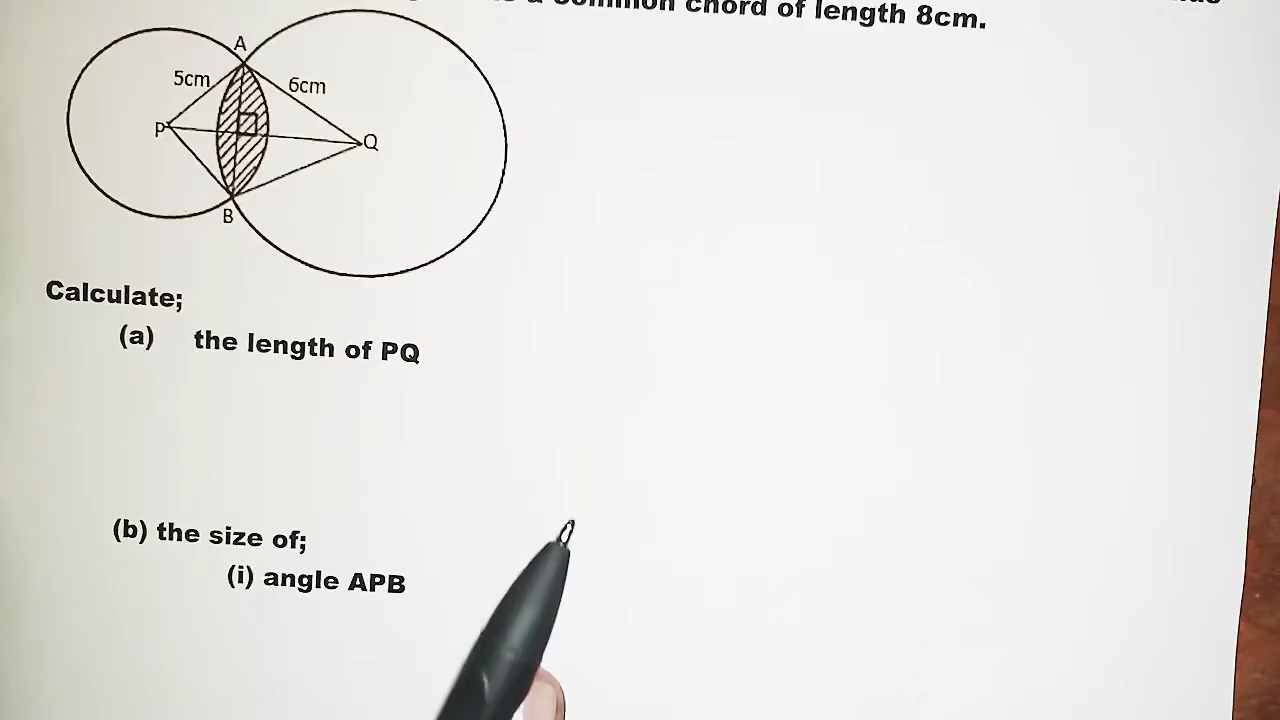 a common chord of length 8cm.
A
5cm
6cm
P
Q
B
Calculate;
(a) the length of PQ
(b) the size of;
(i) angle APB